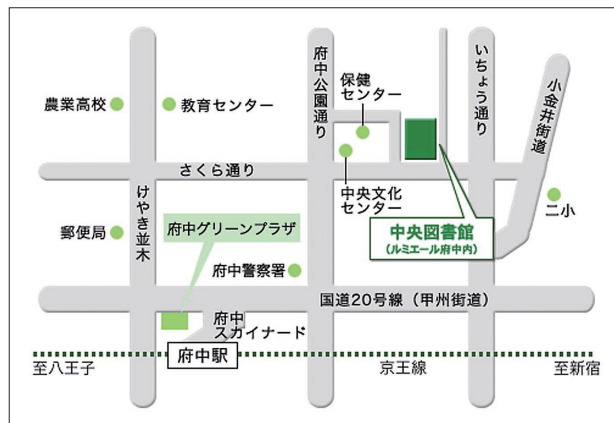 府中公園通り
保健
センター
いちょう通り
小金井街道
農業高校
教育センター
さくら通り
中央文化
センター
けやき並木
郵便局
府中グリーンプラザ
中央図書館
(ルミエール府中内)
二小
府中警察署
国道20号線（甲州街道）
府中
スカイナード
府中駅
至八王子
京王線
至新宿